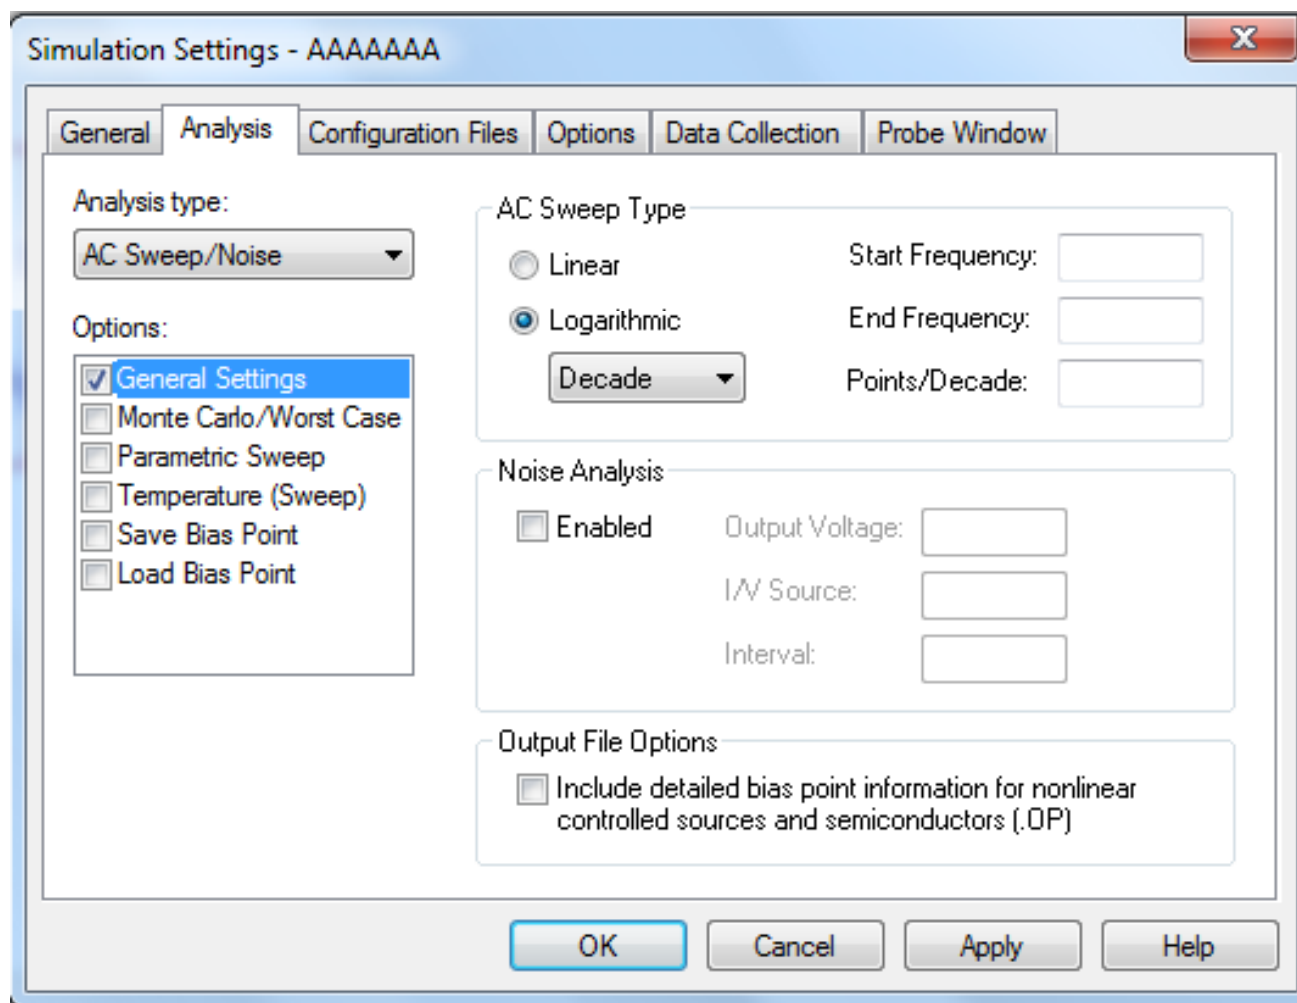 Simulation Settings - AAAAAAA
General
Analysis
Configuration Files
Options
Data Collection
Probe Window
Analysis type:
AC Sweep/Noise
Options:
General Settings
Monte Carlo/Worst Case
Parametric Sweep
Temperature (Sweep)
Save Bias Point
Load Bias Point
AC Sweep Type
Linear
Logarithmic
Decade
Start Frequency:
End Frequency:
Points/Decade:
Noise Analysis
Enabled
Output Voltage:
I/V Source:
Interval:
Output File Options
Include detailed bias point information for nonlinear
controlled sources and semiconductors (.OP)
OK
Cancel
Apply
Help